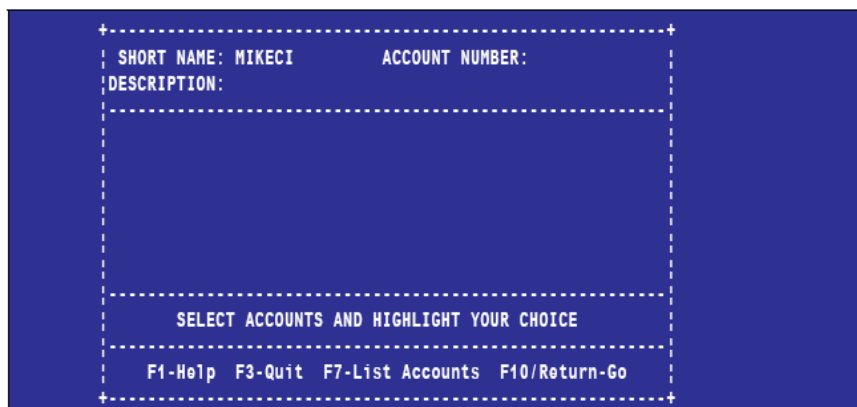 SHORT NAME: MIKECI ACCOUNT NUMBER:
DESCRIPTION:
SELECT ACCOUNTS AND HIGHLIGHT YOUR CHOICE
F1-Help F3-Quit F7-List Accounts F10/Return-Go